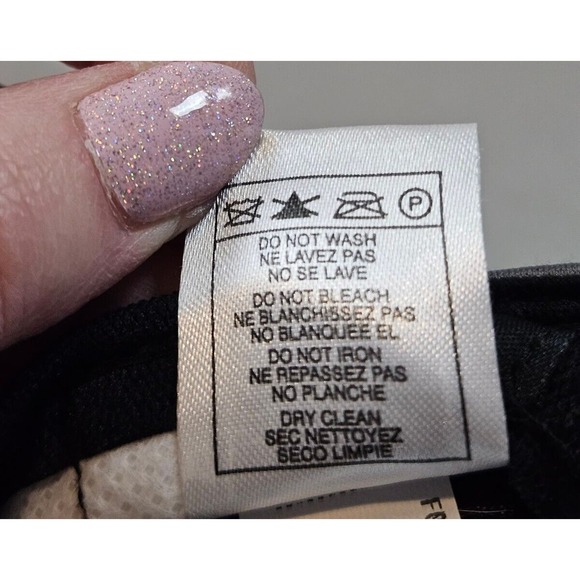 P
DO NOT WASH
NE LAVEZ PAS
NO SE LAVE
DO NOT BLEACH
NE BLANCHISSEZ PAS
NO BLANQUEE EL
DO NOT IRON
NE REPASSEZ PAS
NO PLANCHE
DRY CLEAN
SEC NETTOYEZ
SECO LIMPIE